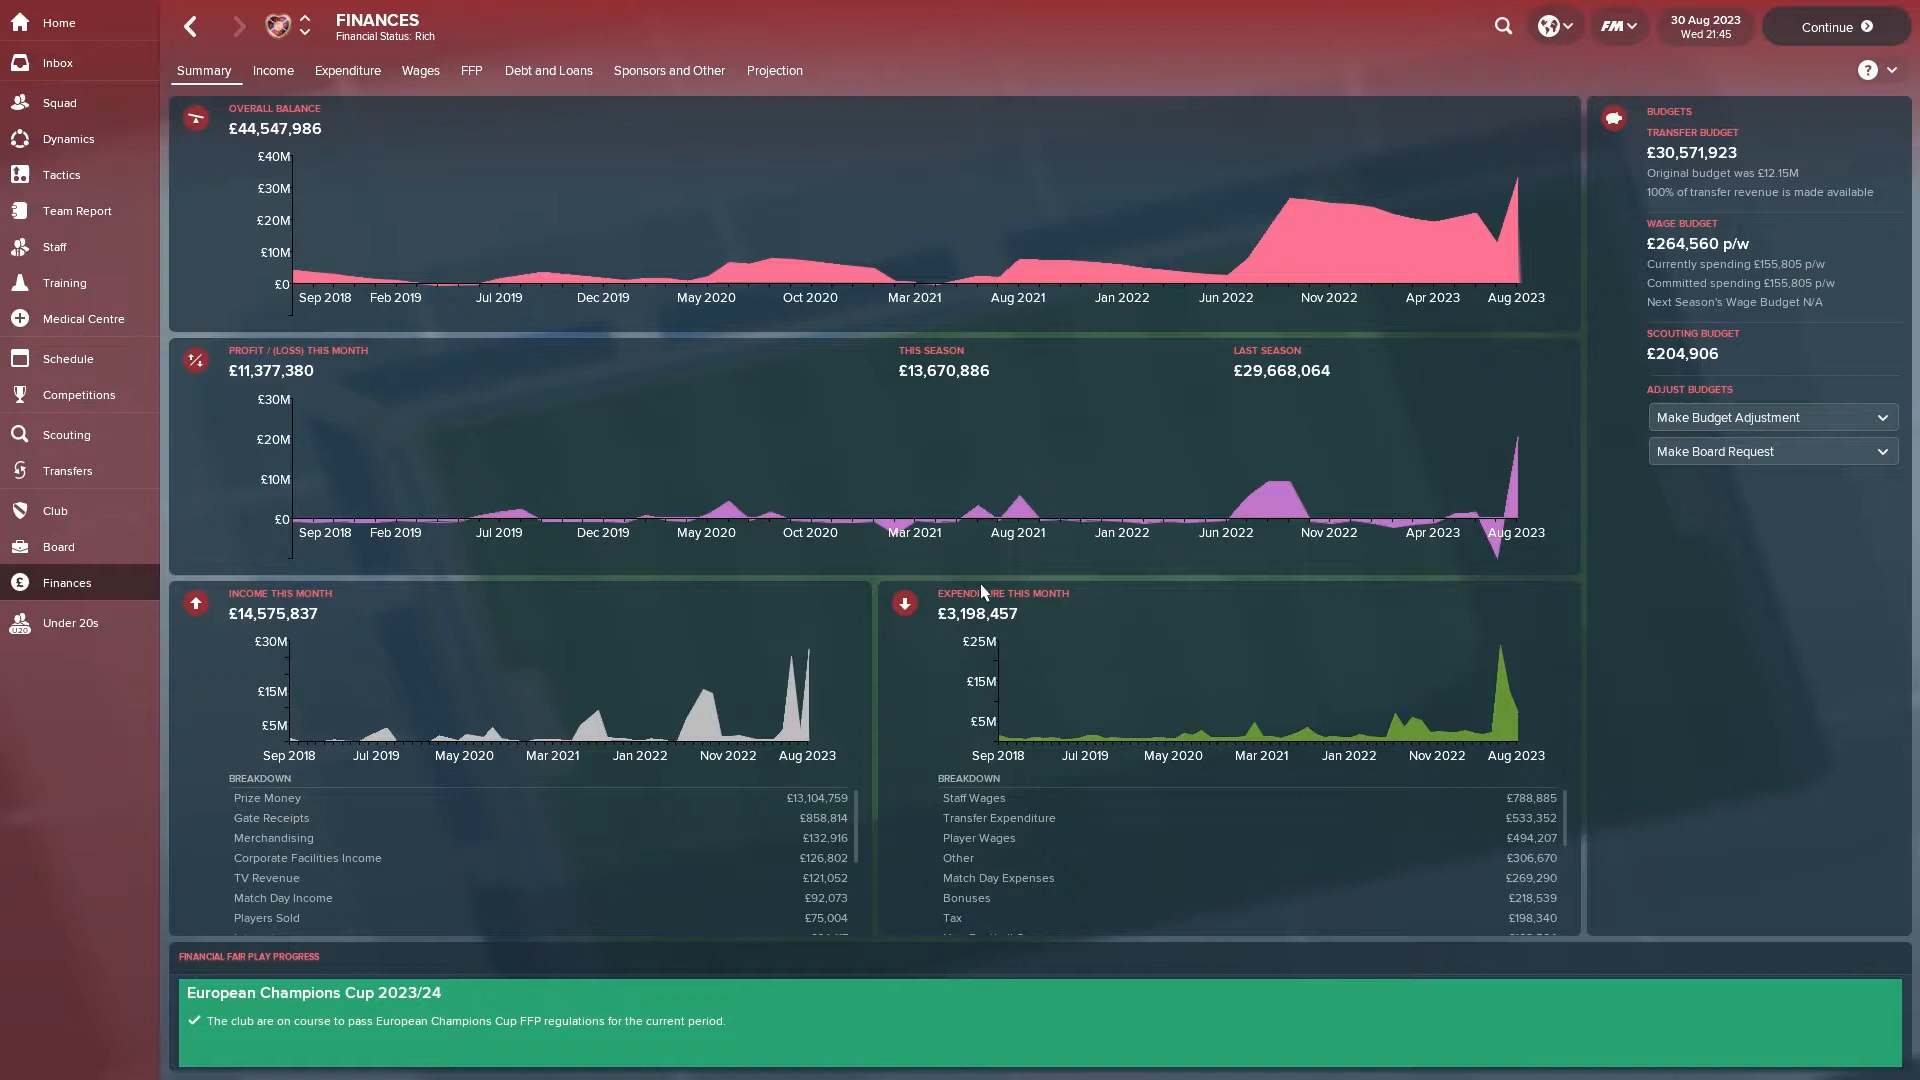 Home
Inbox
Squad
Dynamics
Tactics
Team Report
Staff
Training
Medical Centre
Schedule
Competitions
Scouting
Transfers
Club
Board
£ Finances
U20 Under 20s
FINANCES
Financial Status: Rich
FM
30 Aug 2023
Wed 21:45
Continue
Summary Income Expenditure Wages FFP Debt and Loans Sponsors and Other Projection
?
OVERALL BALANCE
£44,547,986
£40M
£30M
£20M
£10M
£0
Sep 2018 Feb 2019 Jul 2019 Dec 2019 May 2020 Oct 2020 Mar 2021 Aug 2021 Jan 2022 Jun 2022 Nov 2022 Apr 2023 Aug 2023
PROFIT / (LOSS) THIS MONTH
£11,377,380
THIS SEASON
£13,670,886
LAST SEASON
£29,668,064
£30M
£20M
£10M
£0
Sep 2018 Feb 2019 Jul 2019 Dec 2019 May 2020 Oct 2020 Mar 2021 Aug 2021 Jan 2022 Jun 2022 Nov 2022 Apr 2023 Aug 2023
INCOME THIS MONTH
£14,575,837
£30M
£15M
£5M
Sep 2018 Jul 2019 May 2020 Mar 2021 Jan 2022 Nov 2022 Aug 2023
BREAKDOWN
Prize Money £13,104,759
Gate Receipts £858,814
Merchandising £132,916
Corporate Facilities Income £126,802
TV Revenue £121,052
Match Day Income £92,073
Players Sold £75,004
EXPENDITURE THIS MONTH
£3,198,457
£25M
£15M
£5M
Sep 2018 Jul 2019 May 2020 Mar 2021 Jan 2022 Nov 2022 Aug 2023
BREAKDOWN
Staff Wages £788,885
Transfer Expenditure £533,352
Player Wages £494,207
Other £306,670
Match Day Expenses £269,290
Bonuses £218,539
Tax £198,340
BUDGETS
TRANSFER BUDGET
£30,571,923
Original budget was £12.15M
100% of transfer revenue is made available
WAGE BUDGET
£264,560 p/w
Currently spending £155,805 p/w
Committed spending £155,805 p/w
Next Season's Wage Budget N/A
SCOUTING BUDGET
£204,906
ADJUST BUDGETS
Make Budget Adjustment
Make Board Request
FINANCIAL FAIR PLAY PROGRESS
European Champions Cup 2023/24
The club are on course to pass European Champions Cup FFP regulations for the current period.